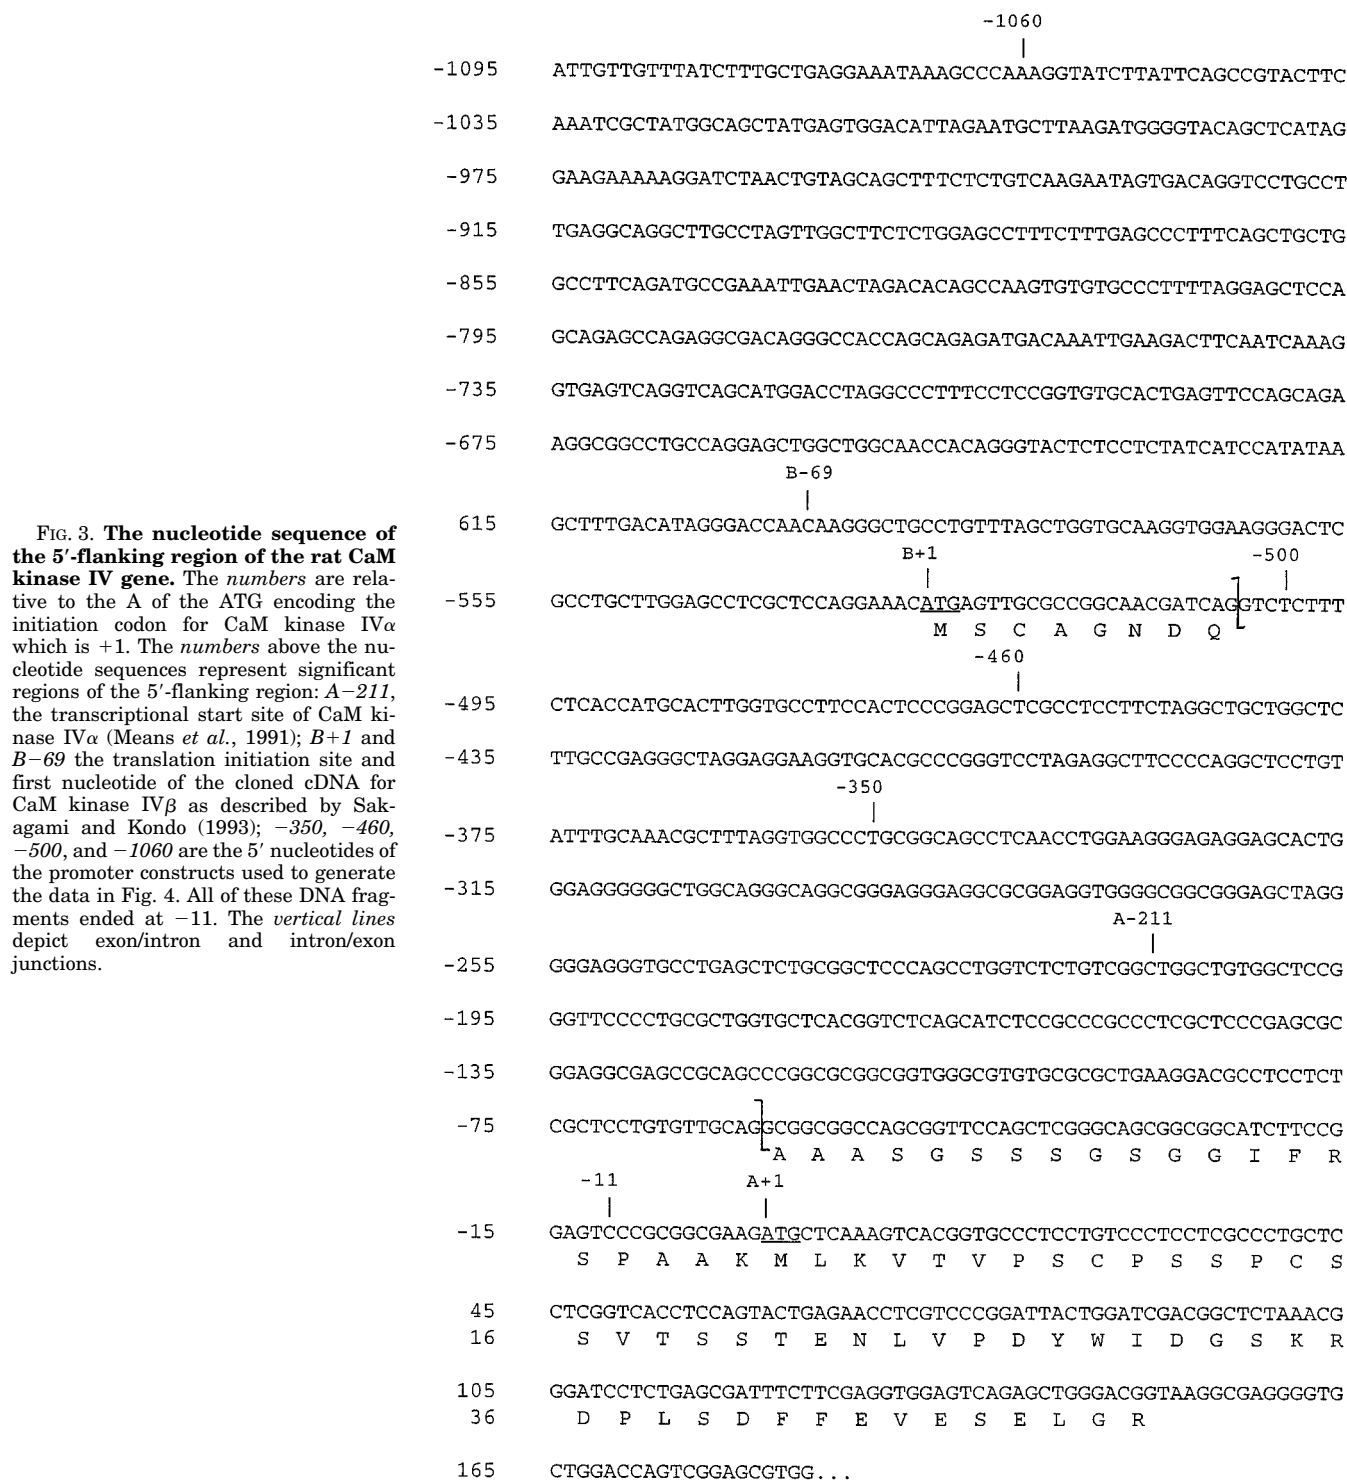 -1060
-1095 ATTGTTGTTTATCTTTGCTGAGGAAATAAAGCCCAAAGGTATCTTATTCAGCCGTACTTC
-1035 AAATCGCTATGGCAGCTATGAGTGGACATTAGAATGCTTAAGATGGGGTACAGCTCATAG
-975 GAAGAAAAAGGATCTAACTGTAGCAGCTTTCTCTGTCAAGAATAGTGACAGGTCCTGCCT
-915 TGAGGCAGGCTTGCCTAGTTGGCTTCTCTGGAGCCTTTCTTTGAGCCCTTTCAGCTGCTG
-855 GCCTTCAGATGCCGAAATTGAACTAGACACAGCCAAGTGTGTGCCCTTTTAGGAGCTCCA
-795 GCAGAGCCAGAGGCGACAGGGCCACCAGCAGAGATGACAAATTGAAGACTTCAATCAAAG
-735 GTGAGTCAGGTCAGCATGGACCTAGGCCCTTTCCTCCGGTGTGCACTGAGTTCCAGCAGA
-675 AGGCGGCCTGCCAGGAGCTGGCTGGCAACCACAGGGTACTCTCCTCTATCATCCATATAA
B-69
615 GCTTTGACATAGGGACCAACAAGGGCTGCCTGTTTAGCTGGTGCAAGGTGGAAGGGACTC
B+1 -500
-555 GCCTGCTTGGAGCCTCGCTCCAGGAAACATGAGTTGCGCCGGCAACGATCAGGTCTCTTT
M S C A G N D Q
-460
-495 CTCACCATGCACTTGGTGCCTTCCACTCCCGGAGCTCGCCTCCTTCTAGGCTGCTGGCTC
-435 TTGCCGAGGGCTAGGAGGAAGGTGCACGCCCGGGTCCTAGAGGCTTCCCCAGGCTCCTGT
-350
-375 ATTTGCAAACGCTTTAGGTGGCCCTGCGGCAGCCTCAACCTGGAAGGGAGAGGAGCACTG
-315 GGAGGGGGGCTGGCAGGGCAGGCGGGAGGGAGGCGCGGAGGTGGGGCGGCGGGAGCTAGG
A-211
-255 GGGAGGGTGCCTGAGCTCTGCGGCTCCCAGCCTGGTCTCTGTCGGCTGGCTGTGGCTCCG
-195 GGTTCCCCTGCGCTGGTGCTCACGGTCTCAGCATCTCCGCCCGCCCTCGCTCCCGAGCGC
-135 GGAGGCGAGCCGCAGCCCGGCGCGGCGGTGGGCGTGTGCGCGCTGAAGGACGCCTCCTCT
-75 CGCTCCTGTGTTGCAGGCGGCGGCCAGCGGTTCCAGCTCGGGCAGCGGCGGCATCTTCCG
A A A S G S S S G S G G I F R
-11 A+1
-15 GAGTCCCGCGGCGAAGATGCTCAAAGTCACGGTGCCCTCCTGTCCCTCCTCGCCCTGCTC
S P A A K M L K V T V P S C P S S P C S
45 CTCGGTCACCTCCAGTACTGAGAACCTCGTCCCGGATTACTGGATCGACGGCTCTAAACG
16 S V T S S T E N L V P D Y W I D G S K R
105 GGATCCTCTGAGCGATTTCTTCGAGGTGGAGTCAGAGCTGGGACGGTAAGGCGAGGGGTG
36 D P L S D F F E V E S E L G R
165 CTGGACCAGTCGGAGCGTGG...
FIG. 3. The nucleotide sequence of
the 5′-flanking region of the rat CaM
kinase IV gene. The numbers are rela-
tive to the A of the ATG encoding the
initiation codon for CaM kinase IVα
which is +1. The numbers above the nu-
cleotide sequences represent significant
regions of the 5′-flanking region: A−211,
the transcriptional start site of CaM ki-
nase IVα (Means et al., 1991); B+1 and
B−69 the translation initiation site and
first nucleotide of the cloned cDNA for
CaM kinase IVβ as described by Sak-
agami and Kondo (1993); −350, −460,
−500, and −1060 are the 5′ nucleotides of
the promoter constructs used to generate
the data in Fig. 4. All of these DNA frag-
ments ended at −11. The vertical lines
depict exon/intron and intron/exon
junctions.